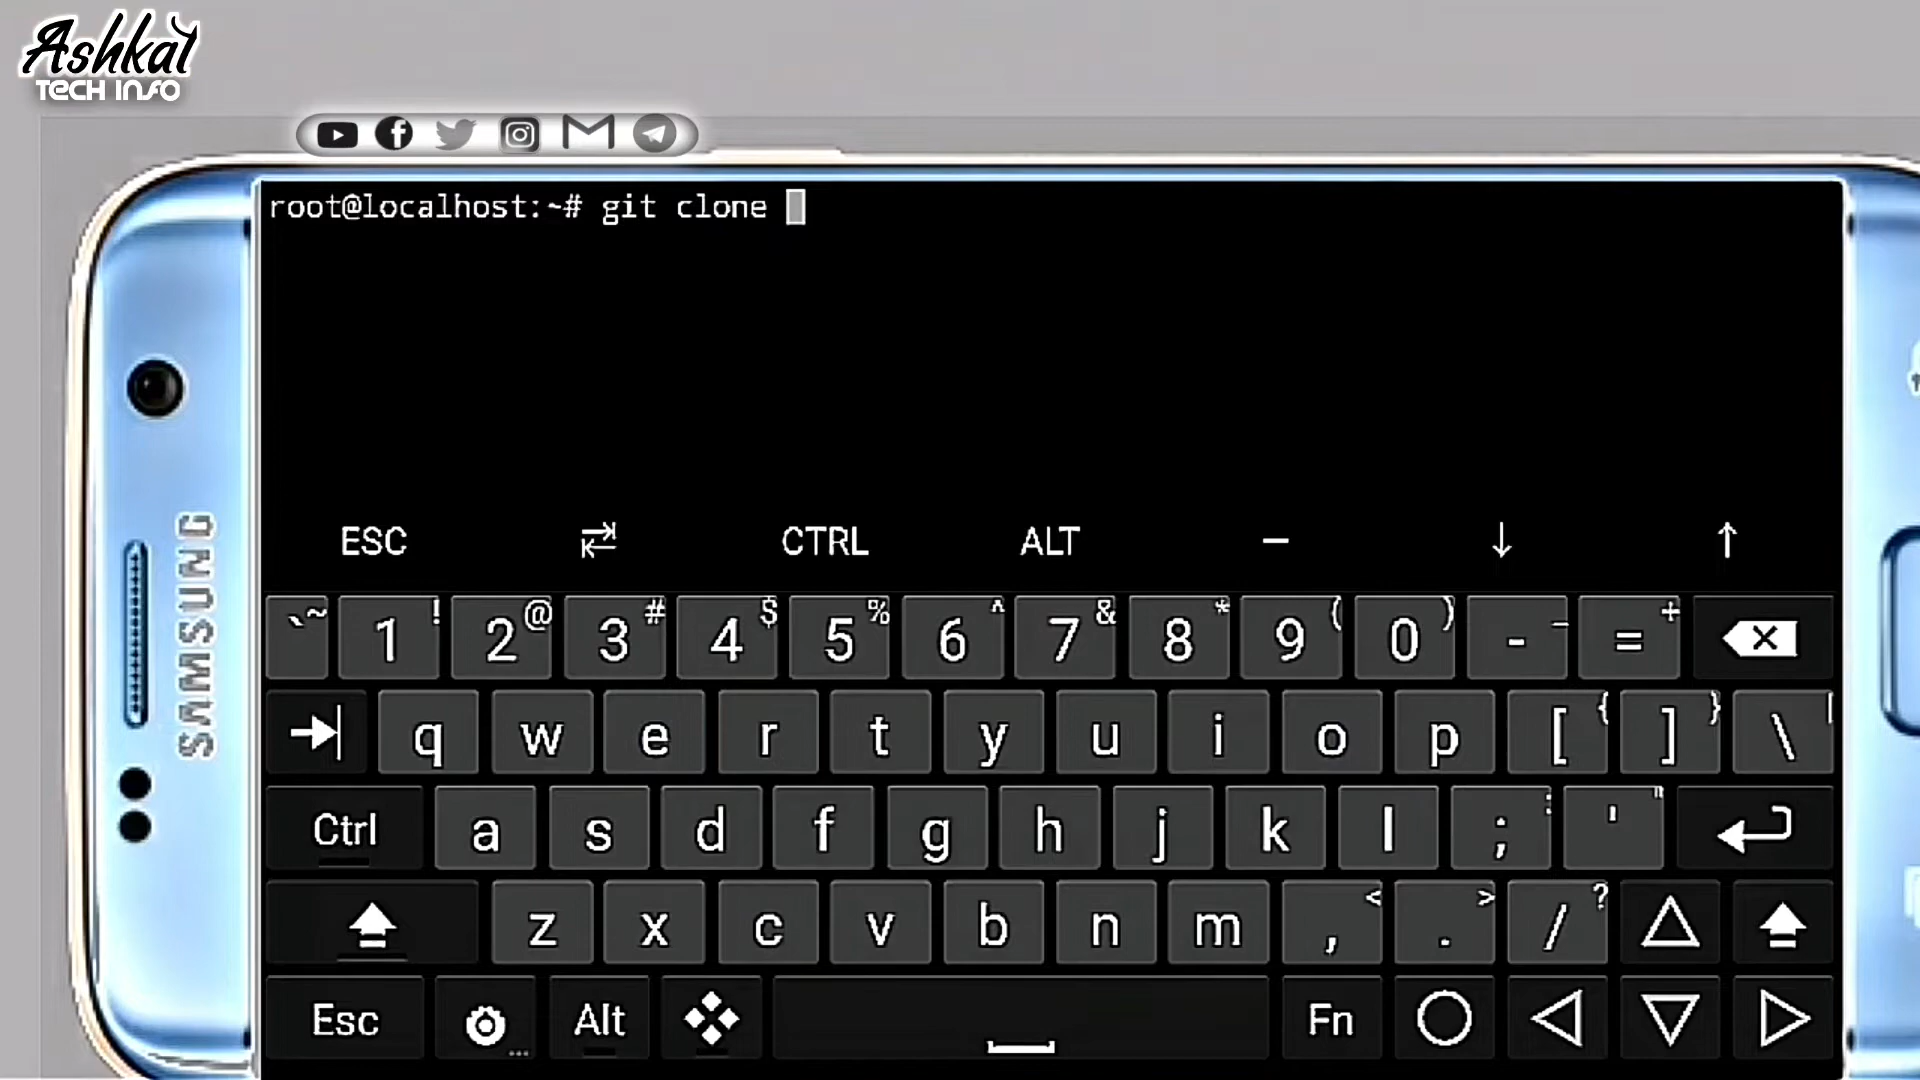 Ashkal
TECH INFO
root@localhost:~# git clone
ESC CTRL ALT – ↓ ↑
` ~ 1 ! 2 @ 3 # 4 $ 5 % 6 ^ 7 & 8 * 9 ( 0 ) - _ = +
q w e r t y u i o p [ { ] } \ |
Ctrl a s d f g h j k l ; : ' "
z x c v b n m , < . > / ?
Esc Alt Fn
SAMSUNG